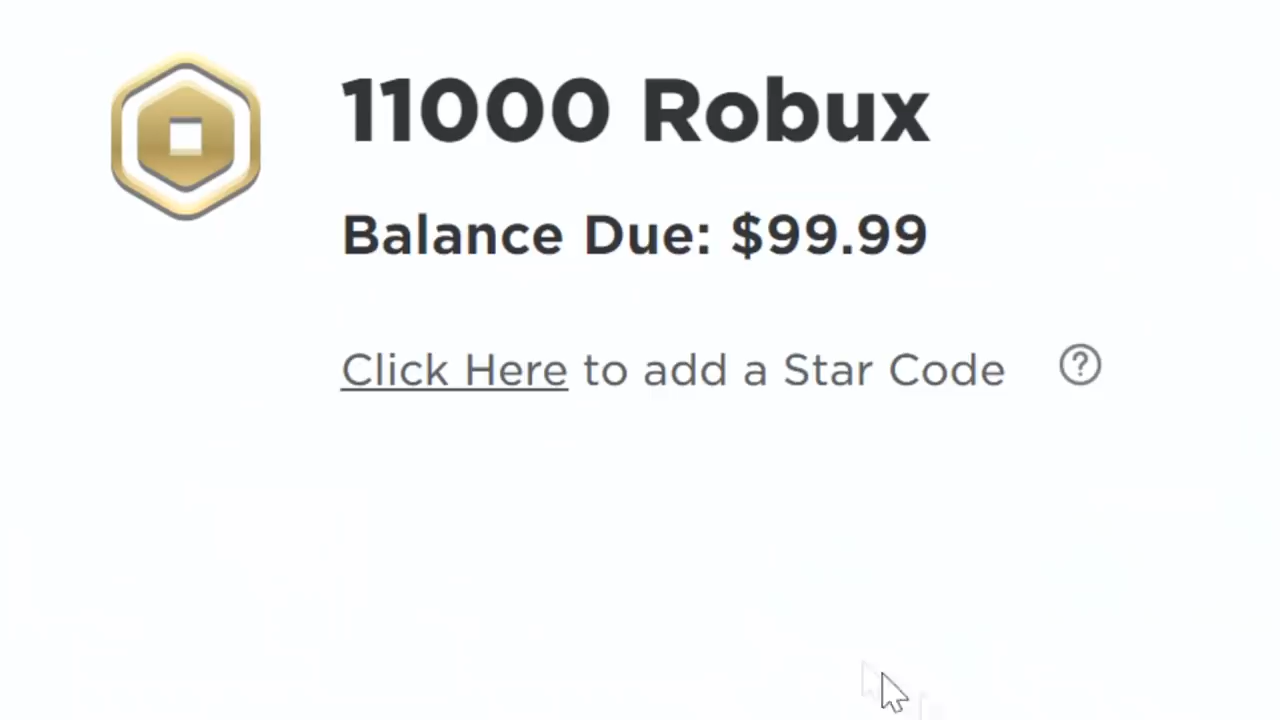 11000 Robux
Balance Due: $99.99
Click Here to add a Star Code ?